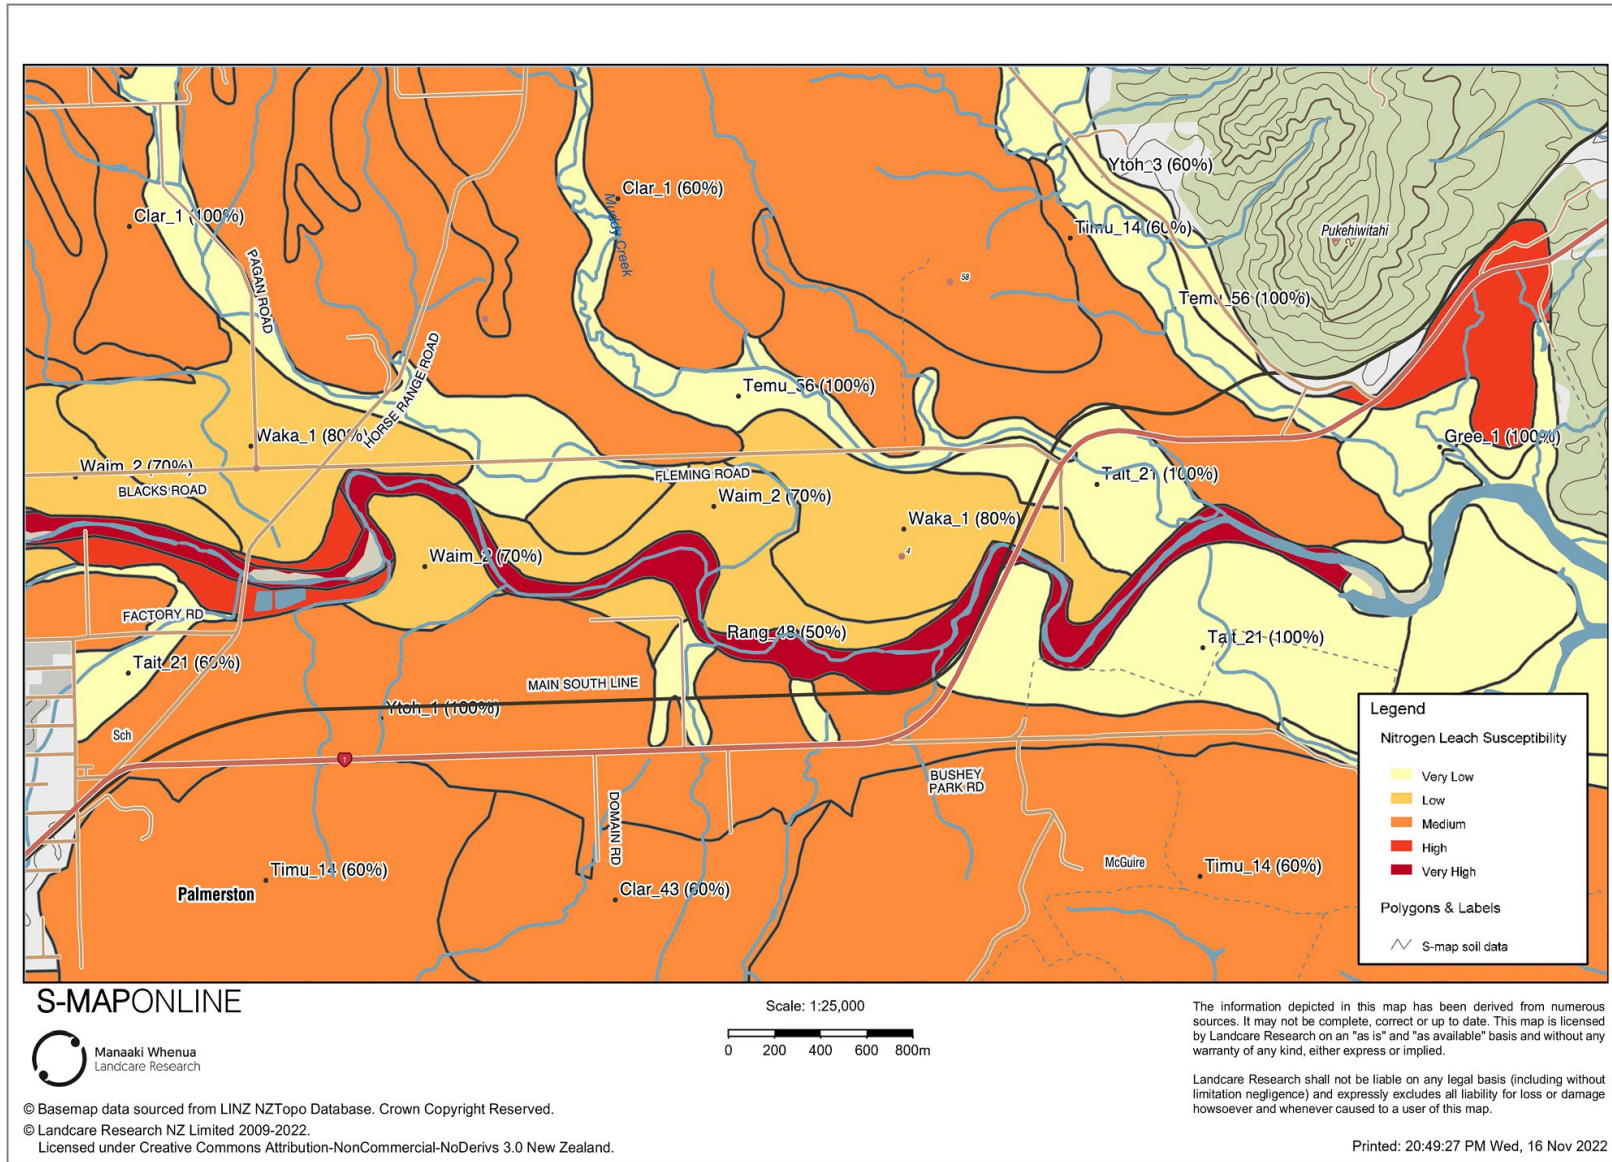 Ytoh_3 (60%)
Clar_1 (60%)
Muddy Creek
Clar_1 (100%)
Timu_14 (60%)
Pukehiwitahi
PAGAN ROAD
58
Temu_56 (100%)
HORSE RANGE ROAD
Temu_56 (100%)
Waka_1 (80%)
Gree_1 (100%)
Waim_2 (70%)
FLEMING ROAD
Tait_21 (100%)
BLACKS ROAD
Waim_2 (70%)
Waka_1 (80%)
4
Waim_2 (70%)
FACTORY RD
Rang_48 (50%)
Tait_21 (100%)
Tait_21 (60%)
MAIN SOUTH LINE
Ytoh_1 (100%)
Sch
1
BUSHEY
PARK RD
DOMAIN RD
McGuire
Timu_14 (60%)
Timu_14 (60%)
Palmerston
Clar_43 (60%)
Legend
Nitrogen Leach Susceptibility
Very Low
Low
Medium
High
Very High
Polygons & Labels
S-map soil data
S-MAPONLINE
Manaaki Whenua
Landcare Research
Scale: 1:25,000
0 200 400 600 800m
The information depicted in this map has been derived from numerous
sources. It may not be complete, correct or up to date. This map is licensed
by Landcare Research on an "as is" and "as available" basis and without any
warranty of any kind, either express or implied.
Landcare Research shall not be liable on any legal basis (including without
limitation negligence) and expressly excludes all liability for loss or damage
howsoever and whenever caused to a user of this map.
© Basemap data sourced from LINZ NZTopo Database. Crown Copyright Reserved.
© Landcare Research NZ Limited 2009-2022.
Licensed under Creative Commons Attribution-NonCommercial-NoDerivs 3.0 New Zealand.
Printed: 20:49:27 PM Wed, 16 Nov 2022